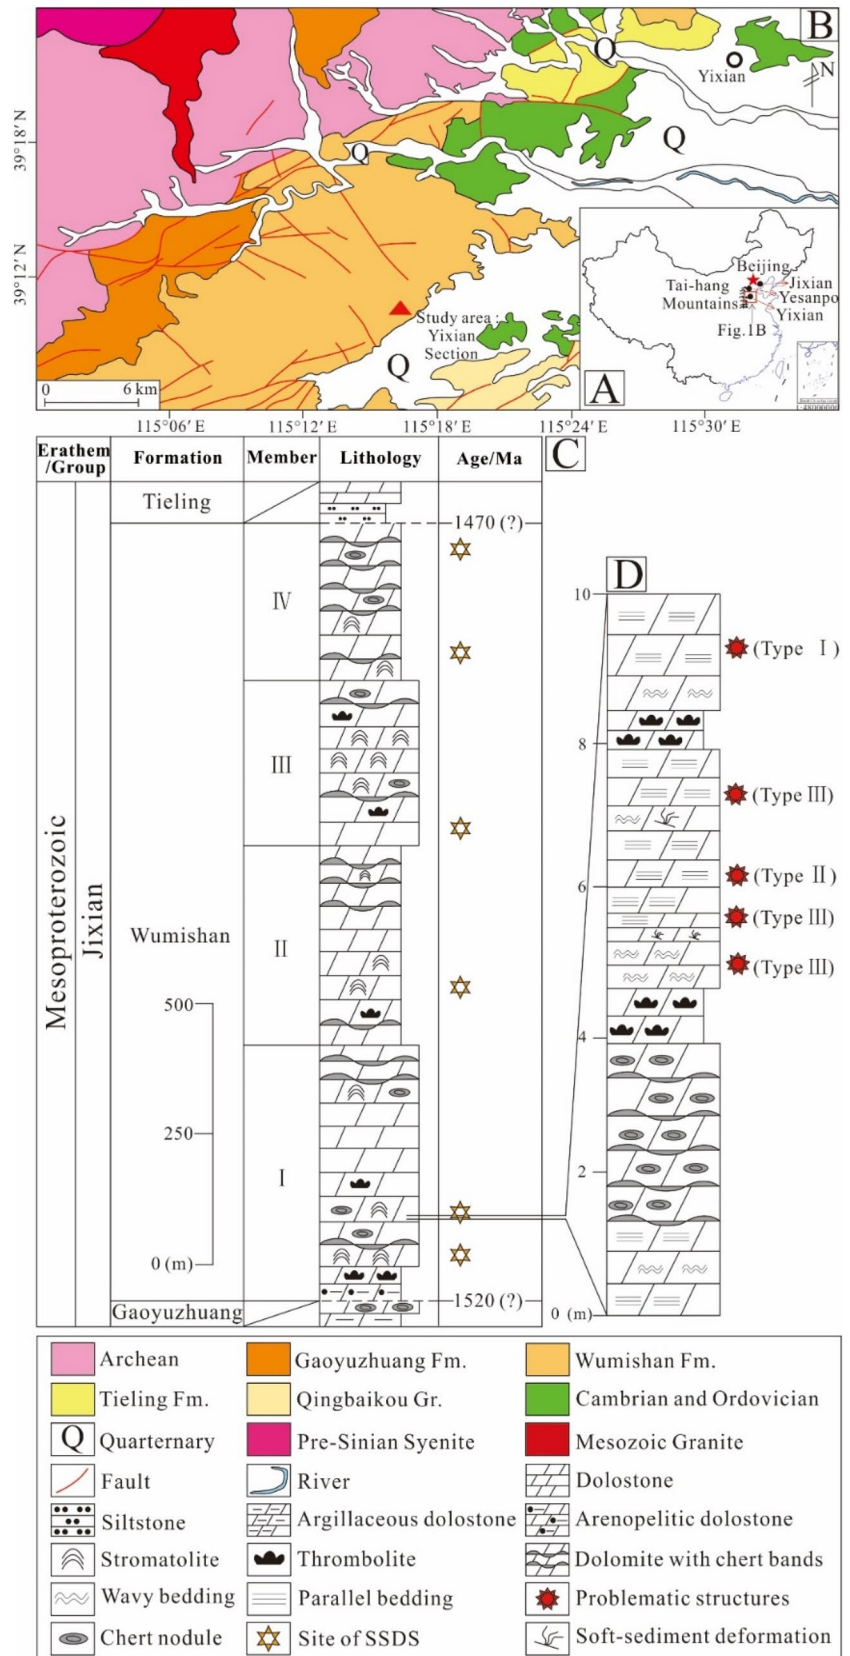 B
Q
Yixian
N
39°18′ N
Q
Q
39°12′ N
Study area :
Yixian
Section
Q
0 6 km
Beijing
Tai-hang
Mountains
Jixian
Yesanpo
Yixian
Fig.1B
A
1:48000000
115°06′ E 115°12′ E 115°18′ E 115°24′ E 115°30′ E
C
Erathem
/Group Formation Member Lithology Age/Ma
Mesoproterozoic
Jixian
Tieling
1470 (?)
IV
III
Wumishan
II
500
250
I
0 (m)
1520 (?)
Gaoyuzhuang
D
10
(Type I)
8
(Type III)
6
(Type II)
(Type III)
(Type III)
4
2
0 (m)
Archean Gaoyuzhuang Fm. Wumishan Fm.
Tieling Fm. Qingbaikou Gr. Cambrian and Ordovician
Q Quarternary Pre-Sinian Syenite Mesozoic Granite
Fault River Dolostone
Siltstone Argillaceous dolostone Arenopelitic dolostone
Stromatolite Thrombolite Dolomite with chert bands
Wavy bedding Parallel bedding Problematic structures
Chert nodule Site of SSDS Soft-sediment deformation